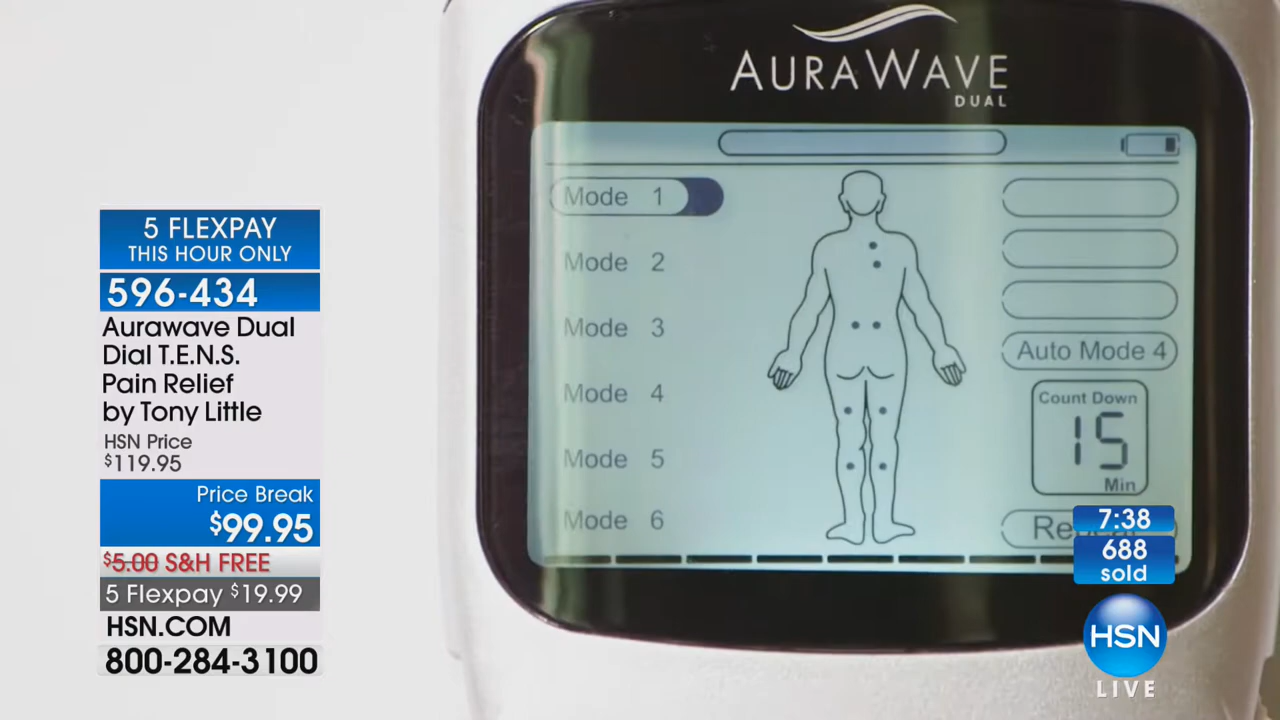 5 FLEXPAY
THIS HOUR ONLY
596-434
Aurawave Dual
Dial T.E.N.S.
Pain Relief
by Tony Little
HSN Price
$119.95
Price Break
$99.95
$5.00 S&H FREE
5 Flexpay $19.99
HSN.COM
800-284-3100
AURAWAVE
DUAL
Mode 1
Mode 2
Mode 3
Mode 4
Mode 5
Mode 6
Auto Mode 4
Count Down
15
Min
7:38
688
sold
HSN
LIVE